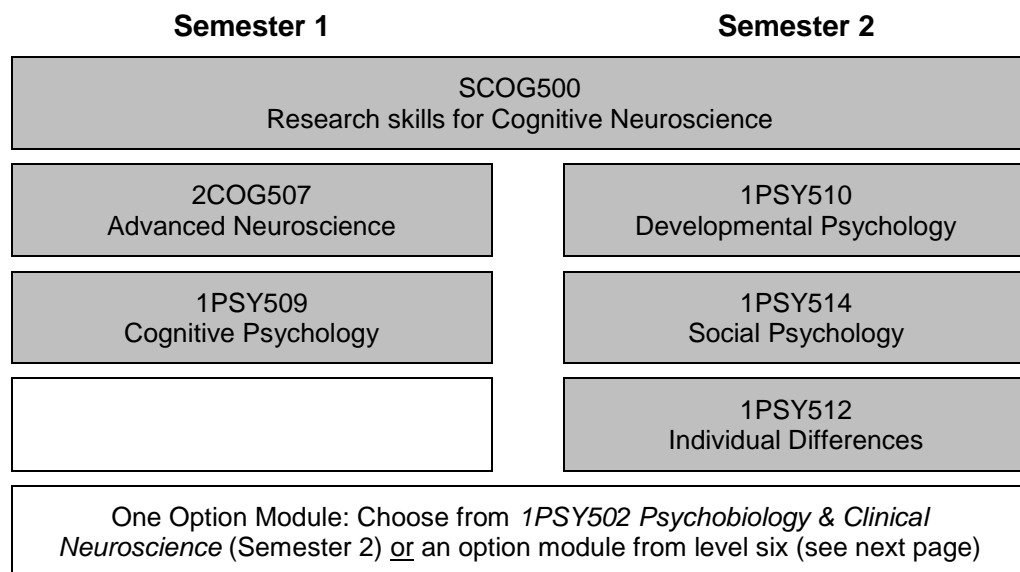 Semester 1
Semester 2
SCOG500
Research skills for Cognitive Neuroscience
2COG507
Advanced Neuroscience
1PSY510
Developmental Psychology
1PSY509
Cognitive Psychology
1PSY514
Social Psychology
1PSY512
Individual Differences
One Option Module: Choose from 1PSY502 Psychobiology & Clinical
Neuroscience (Semester 2) or an option module from level six (see next page)